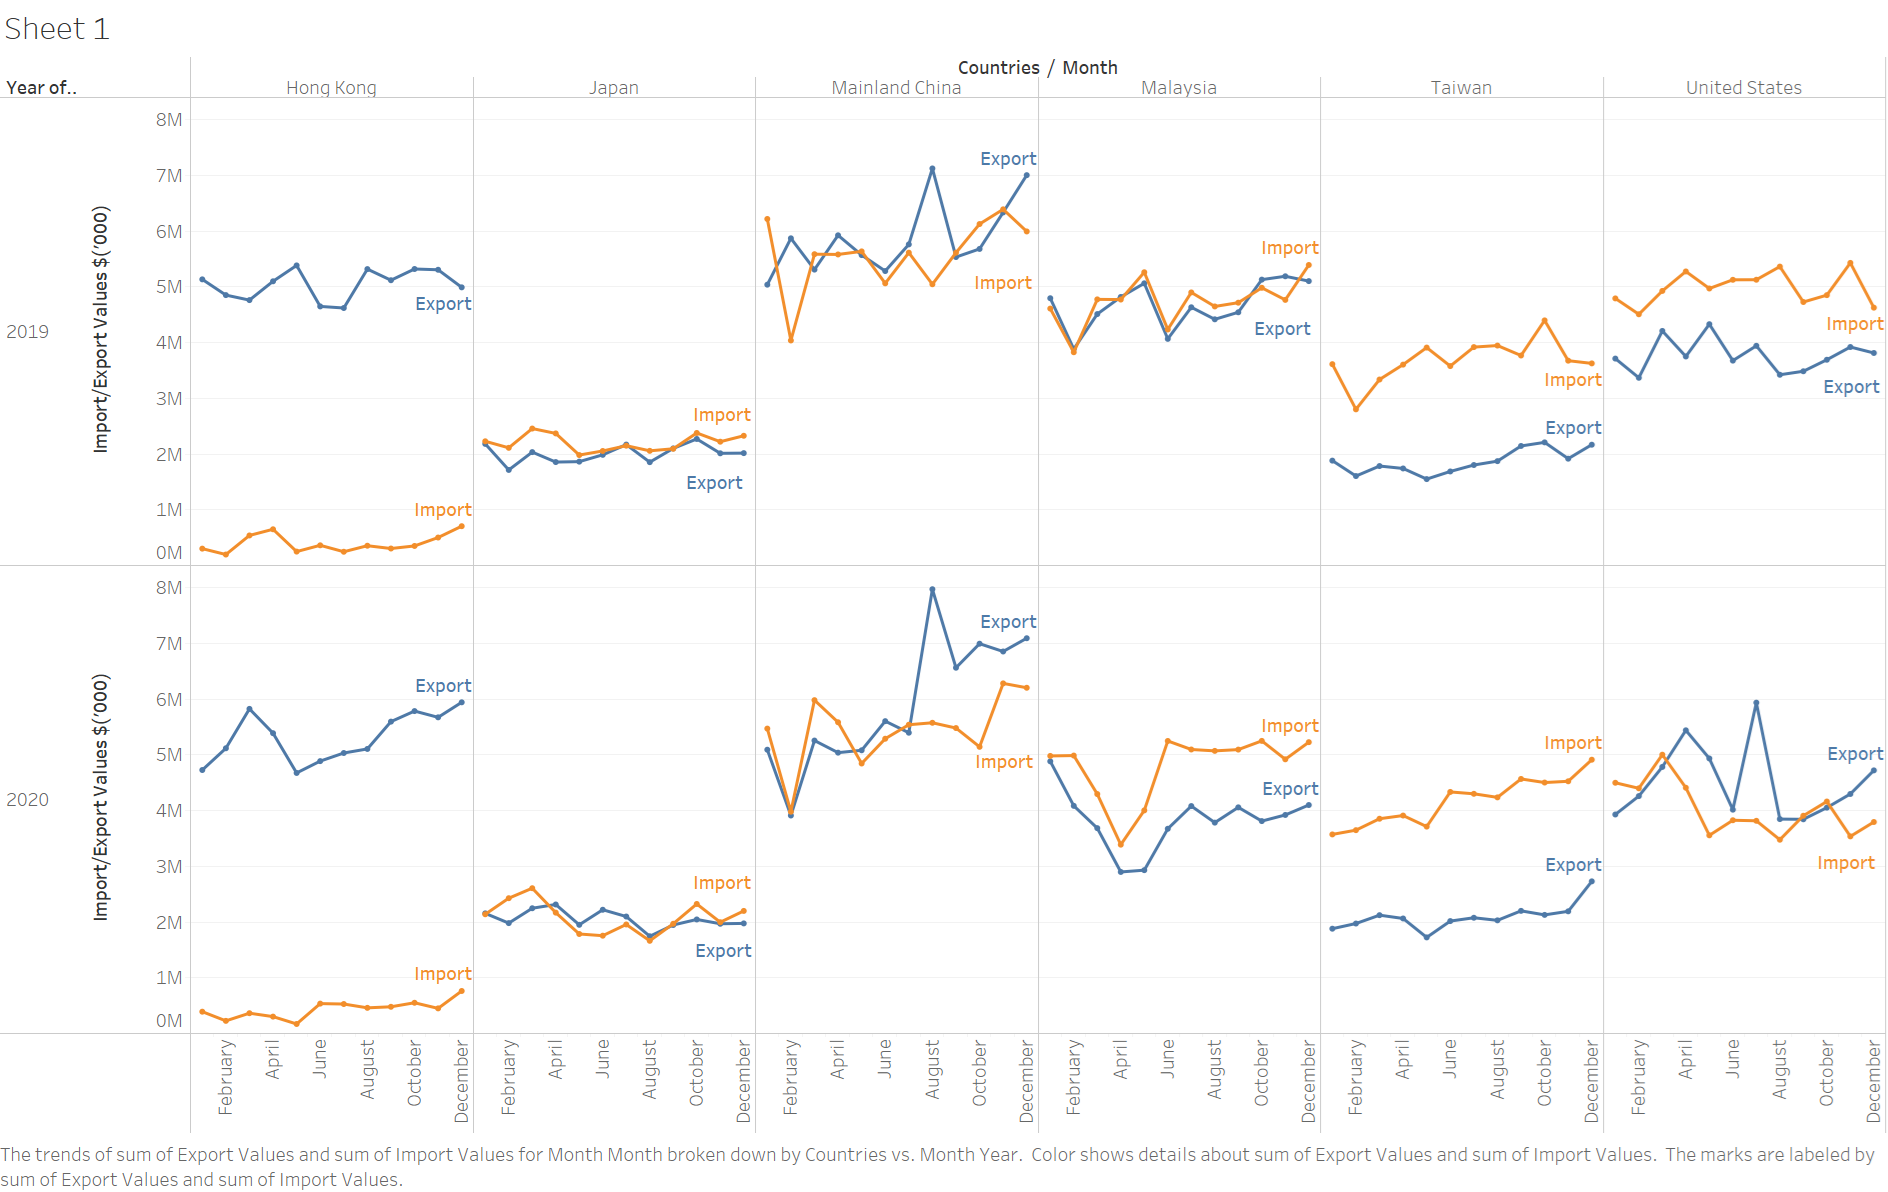 Sheet 1
Countries / Month
Year of..
Hong Kong
Japan
Mainland China
Malaysia
Taiwan
United States
2019
Import/Export Values $('000)
8M
7M
6M
5M
4M
3M
2M
1M
0M
Export
Import
Import
Export
Export
Import
Import
Export
Import
Export
Import
Export
2020
Import/Export Values $('000)
8M
7M
6M
5M
4M
3M
2M
1M
0M
Export
Import
Import
Export
Export
Import
Import
Export
Import
Export
Export
Import
February
April
June
August
October
December
February
April
June
August
October
December
February
April
June
August
October
December
February
April
June
August
October
December
February
April
June
August
October
December
February
April
June
August
October
December
The trends of sum of Export Values and sum of Import Values for Month Month broken down by Countries vs. Month Year.  Color shows details about sum of Export Values and sum of Import Values.  The marks are labeled by
sum of Export Values and sum of Import Values.